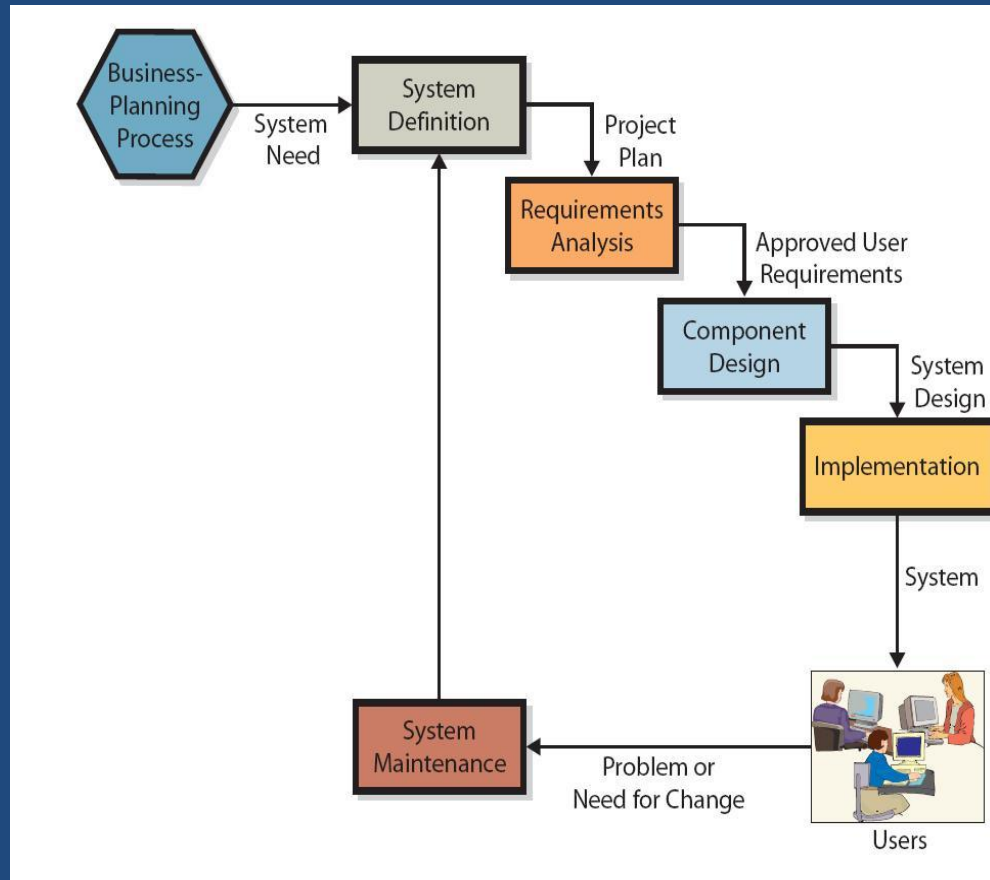 Business-
Planning
Process
System
Need
System
Definition
Project
Plan
Requirements
Analysis
Approved User
Requirements
Component
Design
System
Design
Implementation
System
Users
Problem or
Need for Change
System
Maintenance